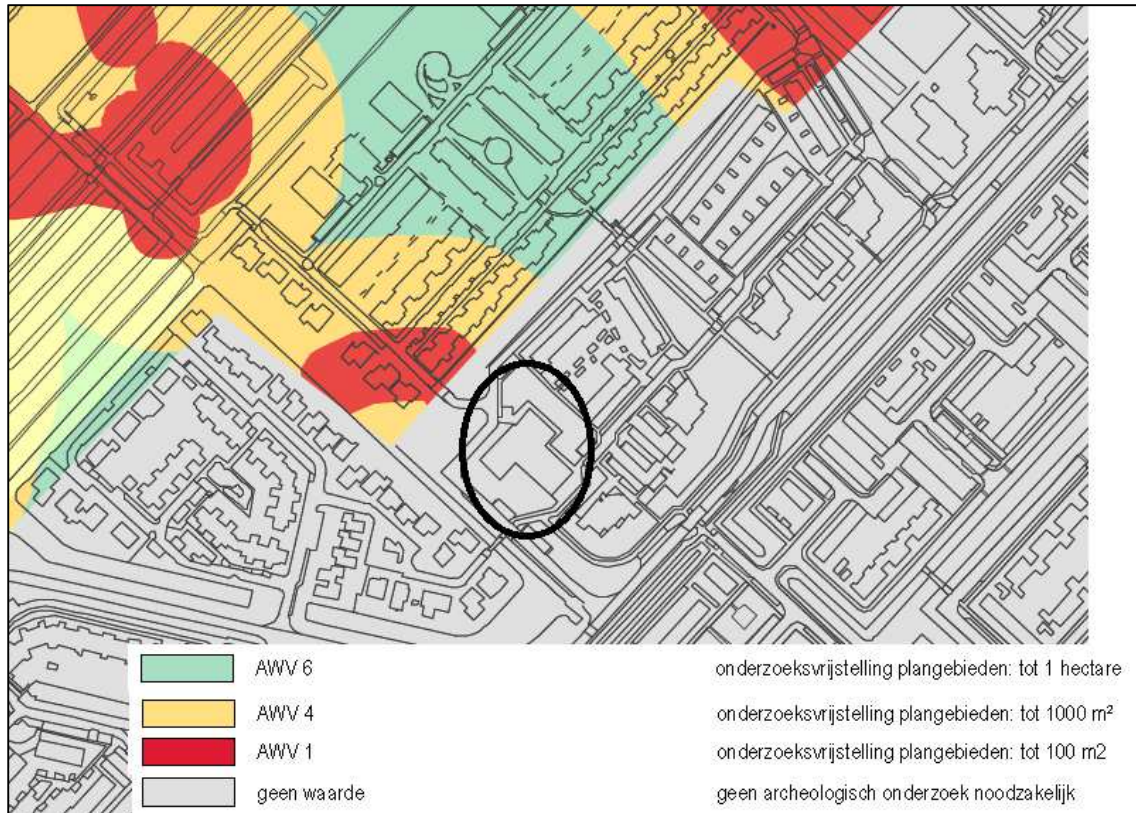 AWV 6 onderzoeksvrijstelling plangebieden: tot 1 hectare
AWV 4 onderzoeksvrijstelling plangebieden: tot 1000 m²
AWV 1 onderzoeksvrijstelling plangebieden: tot 100 m2
geen waarde geen archeologisch onderzoek noodzakelijk